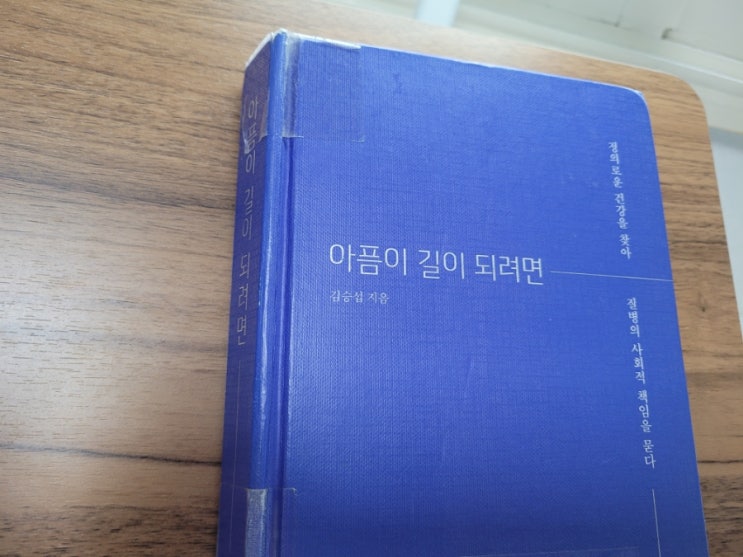 아픔이 길이 되려면
아픔이 길이 되려면
김승섭 지음
정의로운 건강을 찾아
질병의 사회적 책임을 묻다